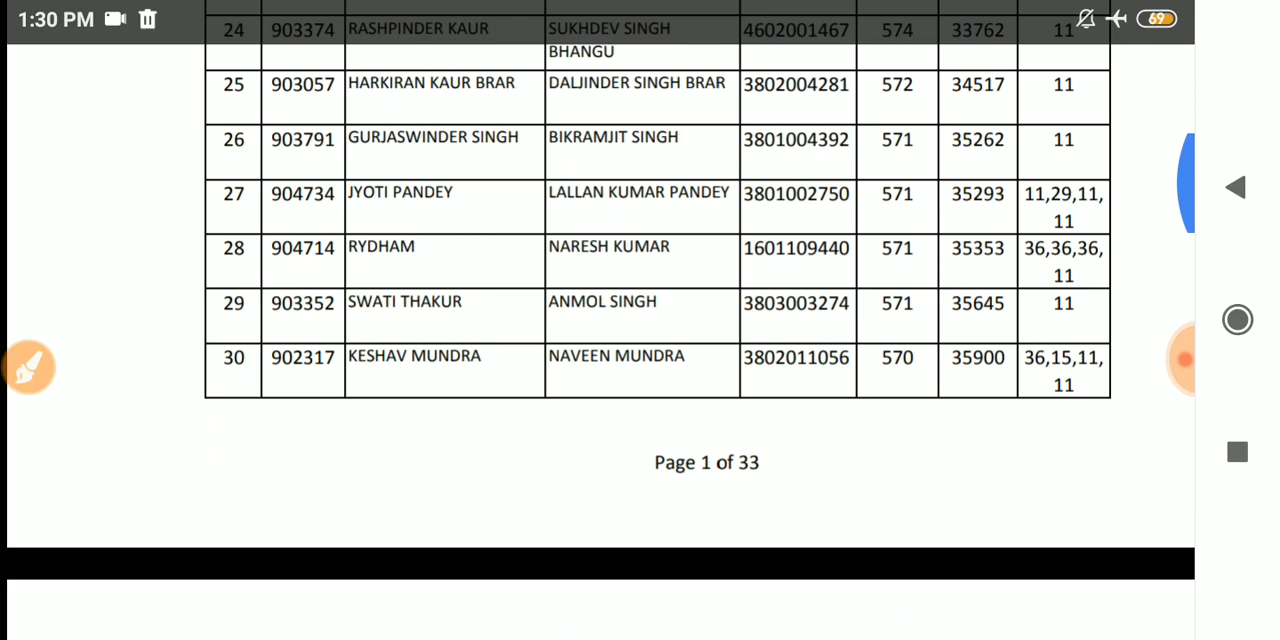 1:30 PM 69
24 903374 RASHPINDER KAUR SUKHDEV SINGH 4602001467 574 33762 11
BHANGU
25 903057 HARKIRAN KAUR BRAR DALJINDER SINGH BRAR 3802004281 572 34517 11
26 903791 GURJASWINDER SINGH BIKRAMJIT SINGH 3801004392 571 35262 11
27 904734 JYOTI PANDEY LALLAN KUMAR PANDEY 3801002750 571 35293 11,29,11,
11
28 904714 RYDHAM NARESH KUMAR 1601109440 571 35353 36,36,36,
11
29 903352 SWATI THAKUR ANMOL SINGH 3803003274 571 35645 11
30 902317 KESHAV MUNDRA NAVEEN MUNDRA 3802011056 570 35900 36,15,11,
11
Page 1 of 33